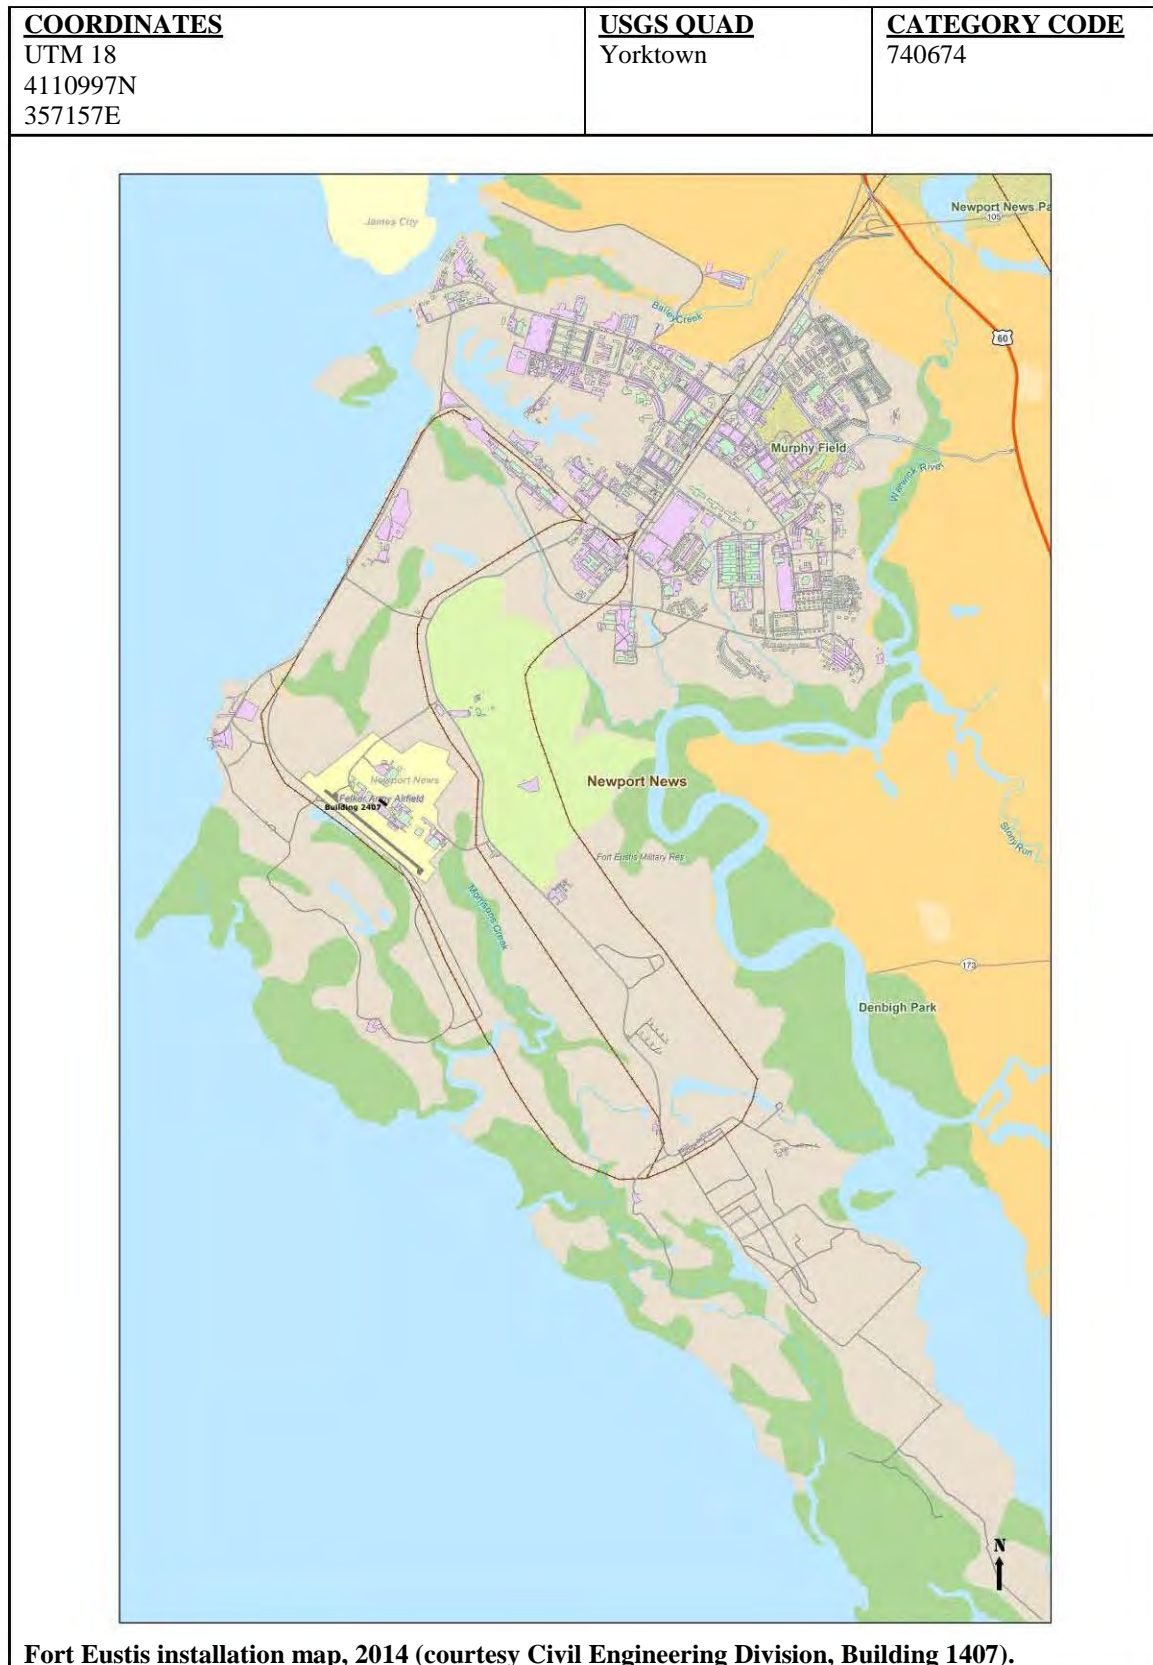 COORDINATES
UTM 18
4110997N
357157E
USGS QUAD
Yorktown
CATEGORY CODE
740674
James City
Newport News Pa
105
Bailey Creek
60
Murphy Field
Warwick River
Newport News
Newport News
Felker Army Airfield
Building 2407
Fort Eustis Military Res
Stony Run
Morrisons Creek
173
Denbigh Park
N
Fort Eustis installation map, 2014 (courtesy Civil Engineering Division, Building 1407).